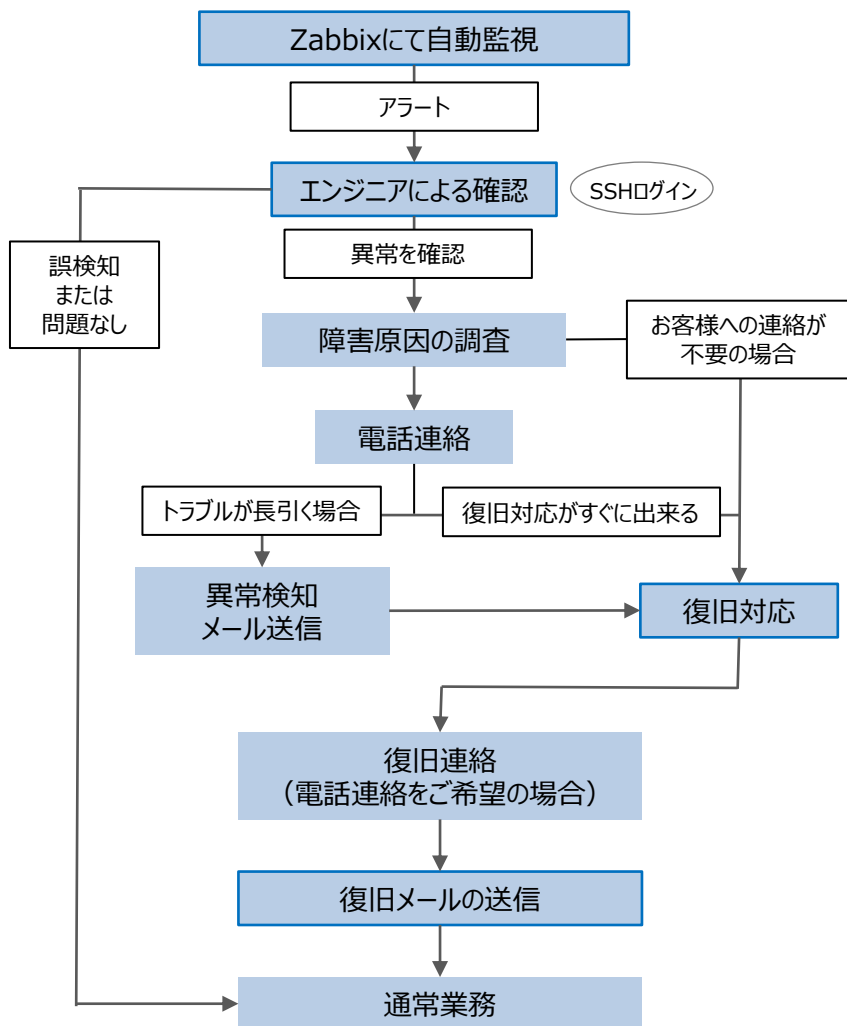 Zabbixにて自動監視
アラート
エンジニアによる確認
SSHログイン
異常を確認
誤検知
または
問題なし
障害原因の調査
お客様への連絡が
不要の場合
電話連絡
トラブルが長引く場合
復旧対応がすぐに出来る
異常検知
メール送信
復旧対応
復旧連絡
（電話連絡をご希望の場合）
復旧メールの送信
通常業務